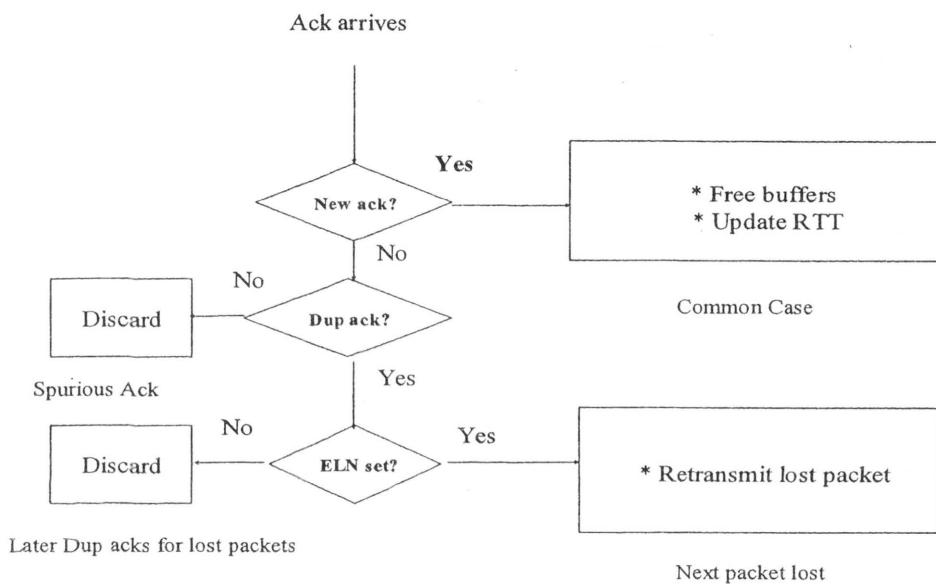 Ack arrives
Yes
New ack?
* Free buffers
* Update RTT
No
Common Case
No
Discard
Dup ack?
Spurious Ack
Yes
No
Yes
Discard
ELN set?
* Retransmit lost packet
Later Dup acks for lost packets
Next packet lost